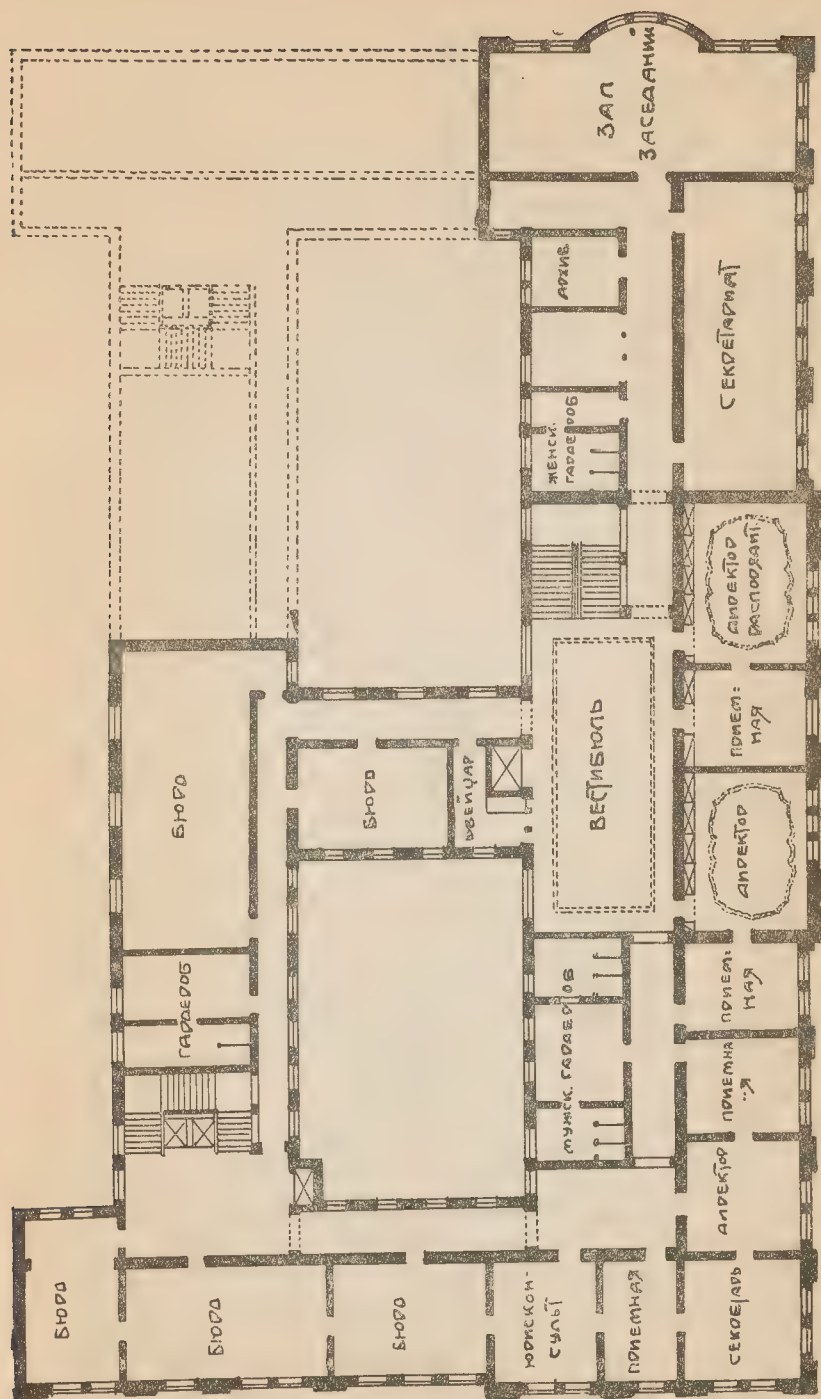 БЮРО
БЮРО
ГАРДЕРОБ
БЮРО
БЮРО
БЮРО
ШВЕЙЦАР
ЮРИСКОН-
СУЛЬТ
ПРИЕМНАЯ
МУЖСК. ГАРДЕРОБ
ВЕСТИБЮЛЬ
ЖЕНСК.
ГАРДЕРОБ
АРХИВ
ЗАЛ
ЗАСЕДАНИЙ
СЕКРЕТАРЬ
ДИРЕКТОР
ПРИЕМНА
=Я
ПРИЕМ=
НАЯ
ДИРЕКТОР
ПРИЕМ=
НАЯ
ДИРЕКТОР
РАСПОРЯДИТ.
СЕКРЕТАРИАТ